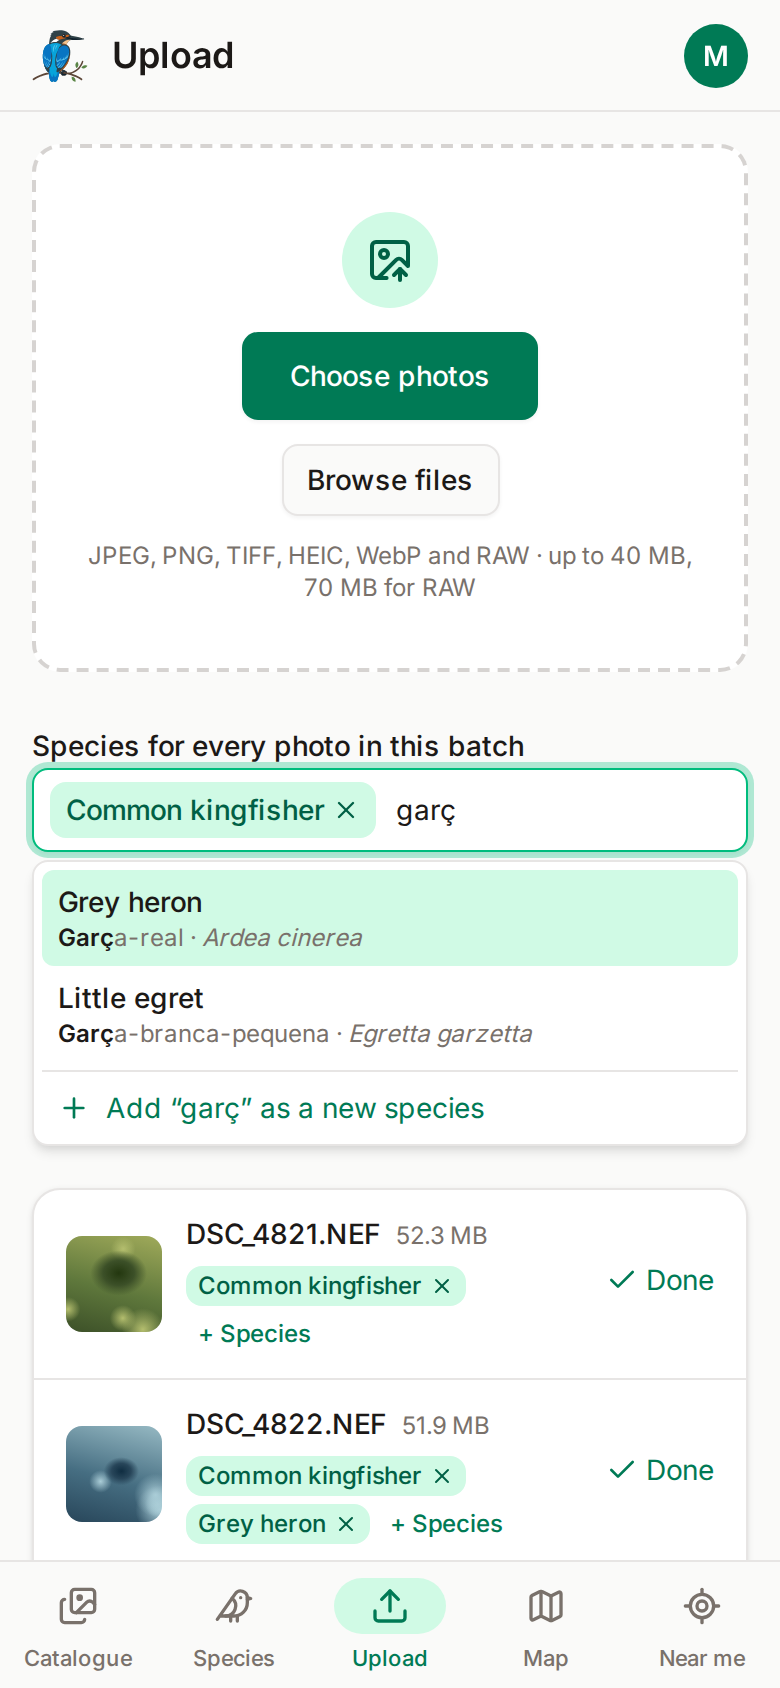 Upload
M
Choose photos
Browse files
JPEG, PNG, TIFF, HEIC, WebP and RAW · up to 40 MB,
70 MB for RAW
Species for every photo in this batch
Common kingfisher × garç
Grey heron
Garça-real · Ardea cinerea
Little egret
Garça-branca-pequena · Egretta garzetta
+ Add “garç” as a new species
DSC_4821.NEF 52.3 MB
Common kingfisher ×
Done
+ Species
DSC_4822.NEF 51.9 MB
Common kingfisher ×
Done
Grey heron × + Species
Catalogue Species Upload Map Near me